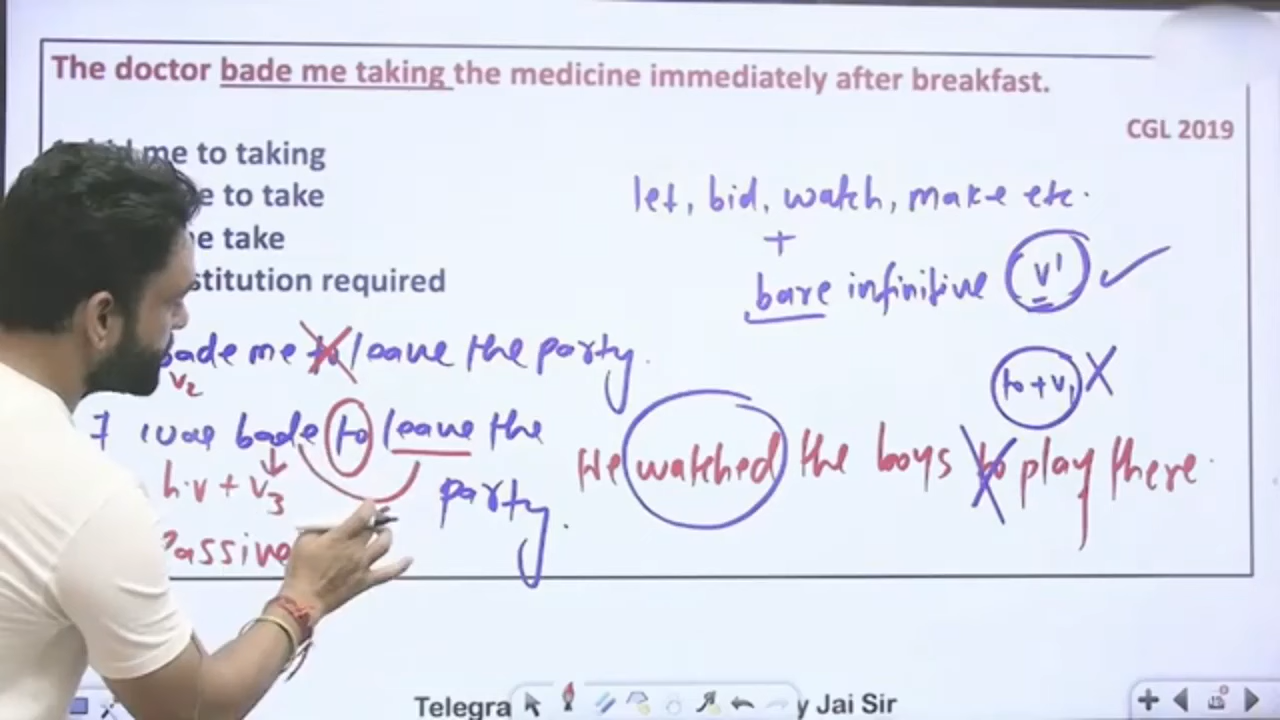 The doctor bade me taking the medicine immediately after breakfast.
CGL 2019
me to taking
e to take
e take
stitution required
let, bid, watch, make etc.
+
bare infinitive V1 ✓
bade me to leave the party.
V2
to + V1 X
I was bade to leave the party.
h.v + V3
Passive
He watched the boys to play there.
Telegra
y Jai Sir